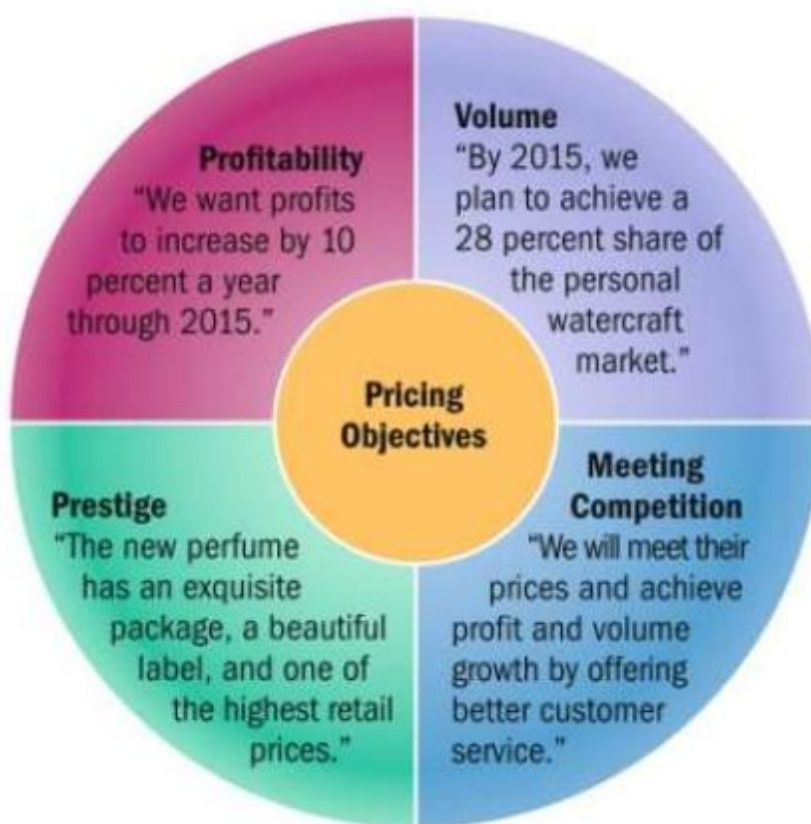 Profitability
“We want profits
to increase by 10
percent a year
through 2015.”
Volume
“By 2015, we
plan to achieve a
28 percent share of
the personal
watercraft
market.”
Pricing
Objectives
Prestige
“The new perfume
has an exquisite
package, a beautiful
label, and one of
the highest retail
prices.”
Meeting
Competition
“We will meet their
prices and achieve
profit and volume
growth by offering
better customer
service.”